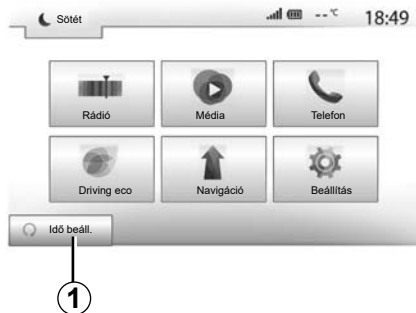 Sötét
--°C 18:49
Rádió Média Telefon
Driving eco Navigáció Beállítás
Idő beáll.
1